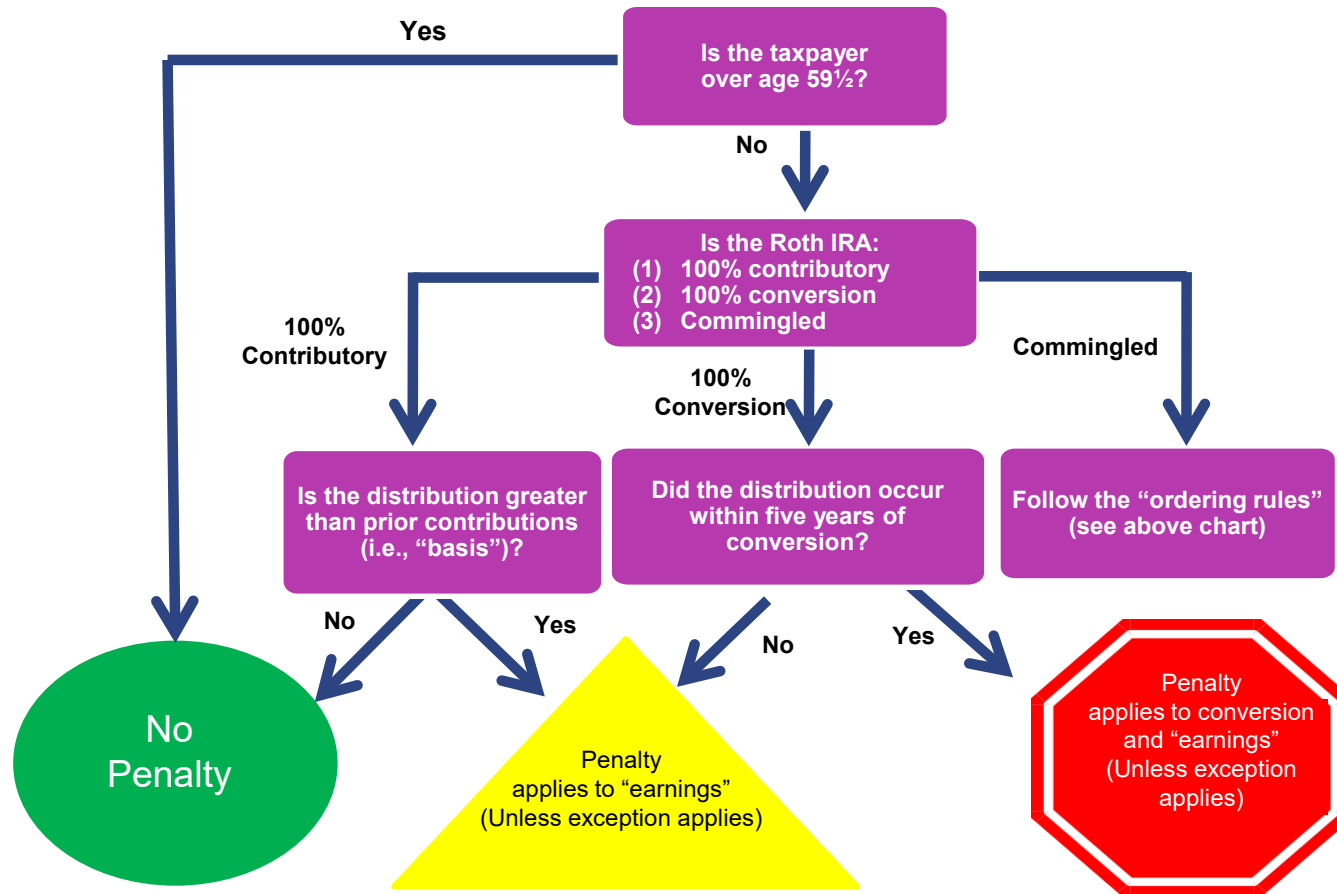 Yes
Is the taxpayer
over age 59½?
No
Is the Roth IRA:
(1) 100% contributory
(2) 100% conversion
(3) Commingled
100%
Contributory
100%
Conversion
Commingled
Is the distribution greater
than prior contributions
(i.e., “basis”)?
Did the distribution occur
within five years of
conversion?
Follow the “ordering rules”
(see above chart)
No
Yes
No
Yes
No
Penalty
Penalty
applies to “earnings”
(Unless exception applies)
Penalty
applies to conversion
and “earnings”
(Unless exception
applies)